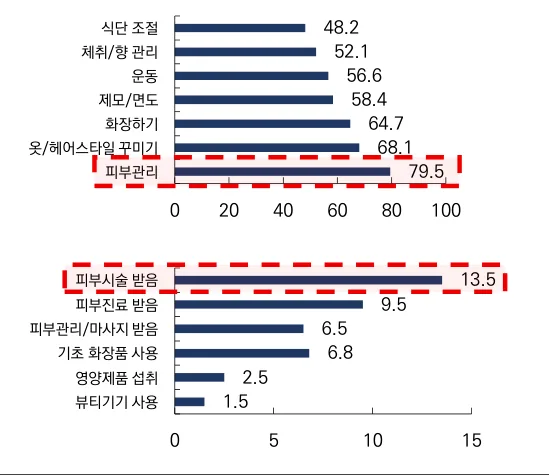 식단 조절 48.2
체취/향 관리 52.1
운동 56.6
제모/면도 58.4
화장하기 64.7
옷/헤어스타일 꾸미기 68.1
피부관리 79.5
0 20 40 60 80 100
피부시술 받음 13.5
피부진료 받음 9.5
피부관리/마사지 받음 6.5
기초 화장품 사용 6.8
영양제품 섭취 2.5
뷰티기기 사용 1.5
0 5 10 15